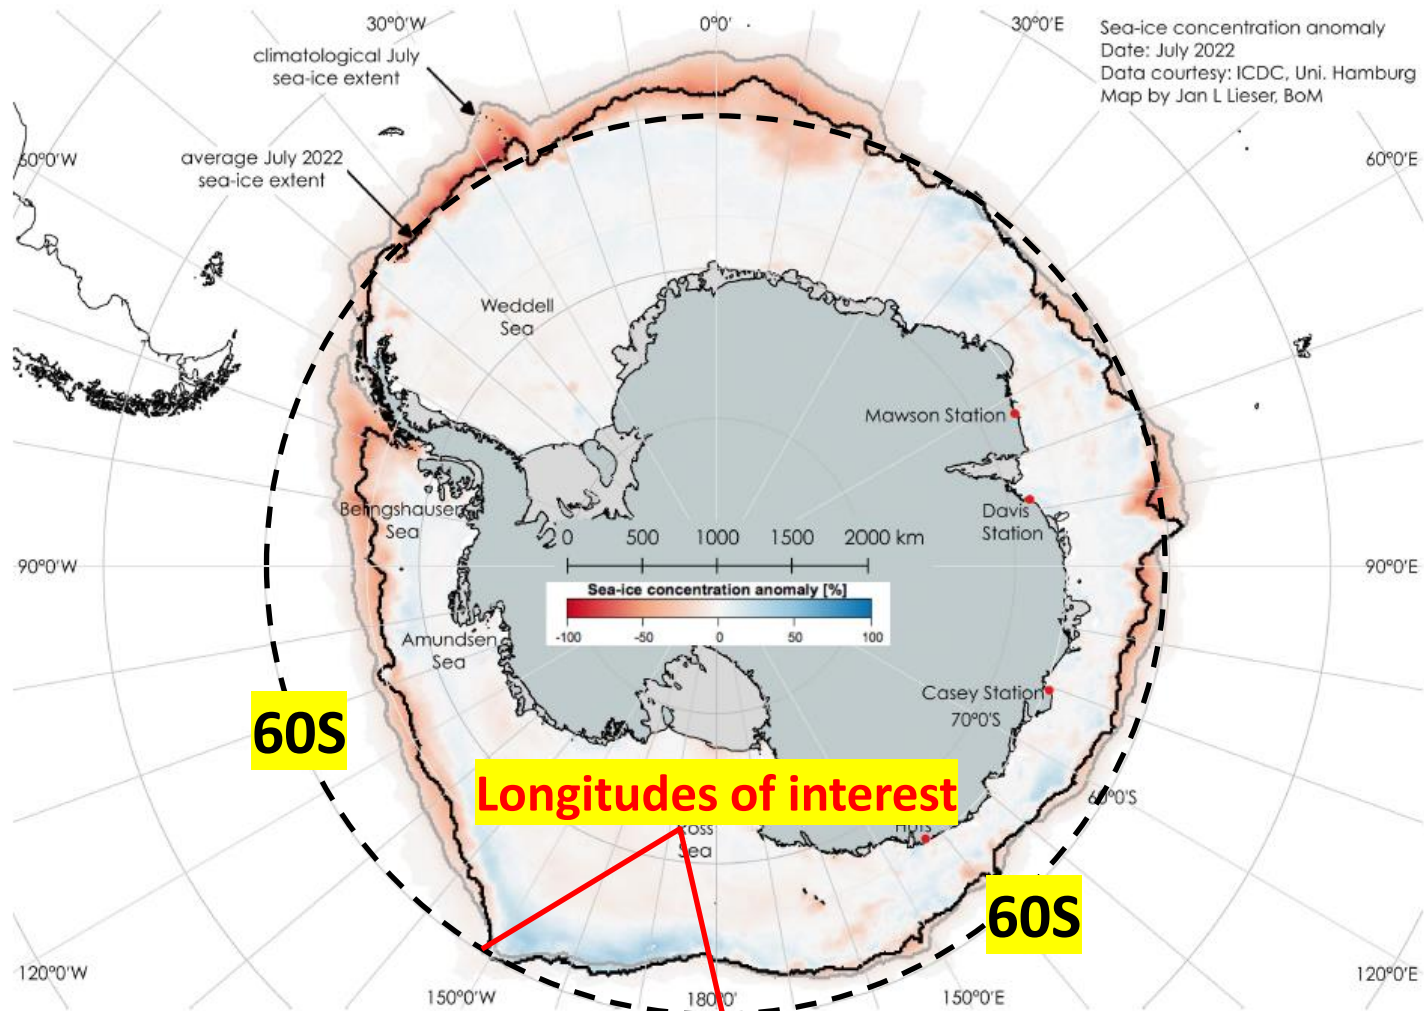 30°0'W
0°0'
30°0'E
Sea-ice concentration anomaly
Date: July 2022
Data courtesy: ICDC, Uni. Hamburg
Map by Jan L Lieser, BoM
climatological July
sea-ice extent
60°0'W
average July 2022
sea-ice extent
60°0'E
Weddell
Sea
Mawson Station
Davis
Station
Bellingshausen
Sea
0 500 1000 1500 2000 km
90°0'W
90°0'E
Sea-ice concentration anomaly [%]
-100 -50 0 50 100
Amundsen
Sea
Casey Station
70°0'S
60S
Longitudes of interest
60°0'S
Huts
Sea
60S
120°0'W
120°0'E
150°0'W
180°0'
150°0'E